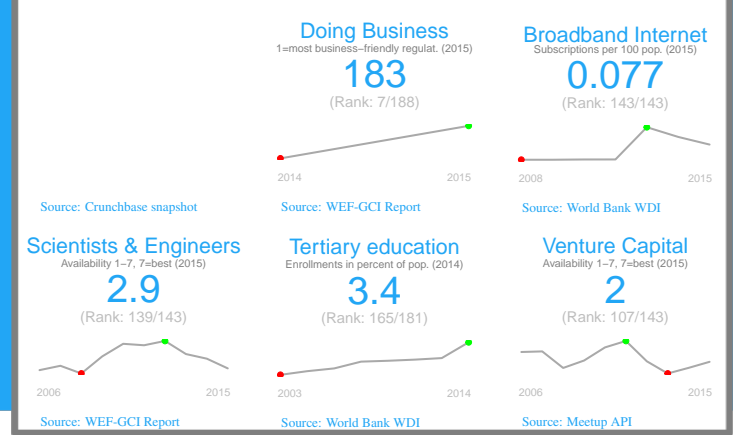 Doing Business
1=most business−friendly regulat. (2015)
183
(Rank: 7/188)
2014
2015
Source: WEF-GCI Report
Broadband Internet
Subscriptions per 100 pop. (2015)
0.077
(Rank: 143/143)
2008
2015
Source: World Bank WDI
Source: Crunchbase snapshot
Scientists & Engineers
Availability 1−7, 7=best (2015)
2.9
(Rank: 139/143)
2006
2015
Source: WEF-GCI Report
Tertiary education
Enrollments in percent of pop. (2014)
3.4
(Rank: 165/181)
2003
2014
Source: World Bank WDI
Venture Capital
Availability 1−7, 7=best (2015)
2
(Rank: 107/143)
2006
2015
Source: Meetup API